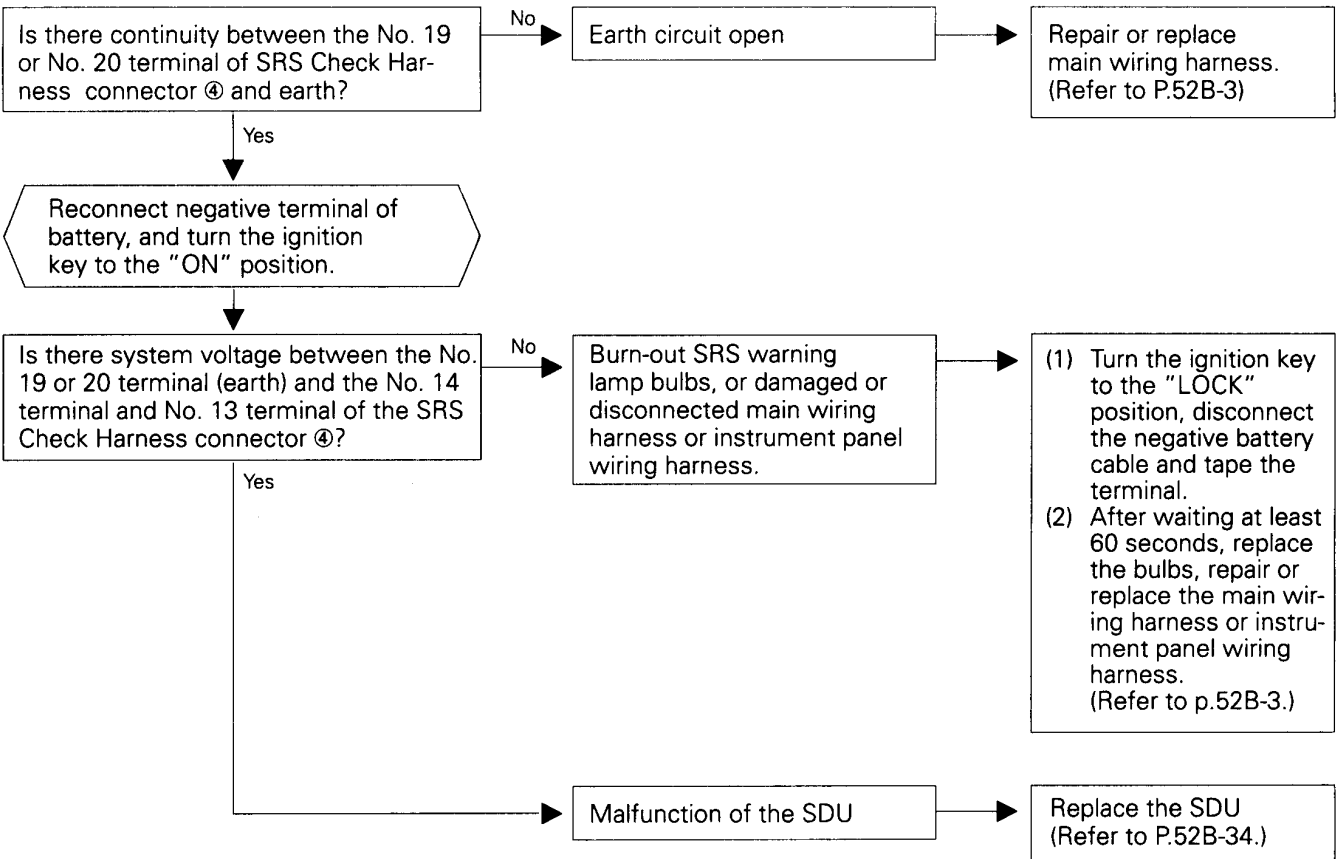 Is there continuity between the No. 19
or No. 20 terminal of SRS Check Har-
ness connector ④ and earth?
No
Earth circuit open
Repair or replace
main wiring harness.
(Refer to P.52B-3)
Yes
Reconnect negative terminal of
battery, and turn the ignition
key to the "ON" position.
Is there system voltage between the No.
19 or 20 terminal (earth) and the No. 14
terminal and No. 13 terminal of the SRS
Check Harness connector ④?
No
Burn-out SRS warning
lamp bulbs, or damaged or
disconnected main wiring
harness or instrument panel
wiring harness.
(1) Turn the ignition key
to the "LOCK"
position, disconnect
the negative battery
cable and tape the
terminal.
(2) After waiting at least
60 seconds, replace
the bulbs, repair or
replace the main wir-
ing harness or instru-
ment panel wiring
harness.
(Refer to p.52B-3.)
Yes
Malfunction of the SDU
Replace the SDU
(Refer to P.52B-34.)